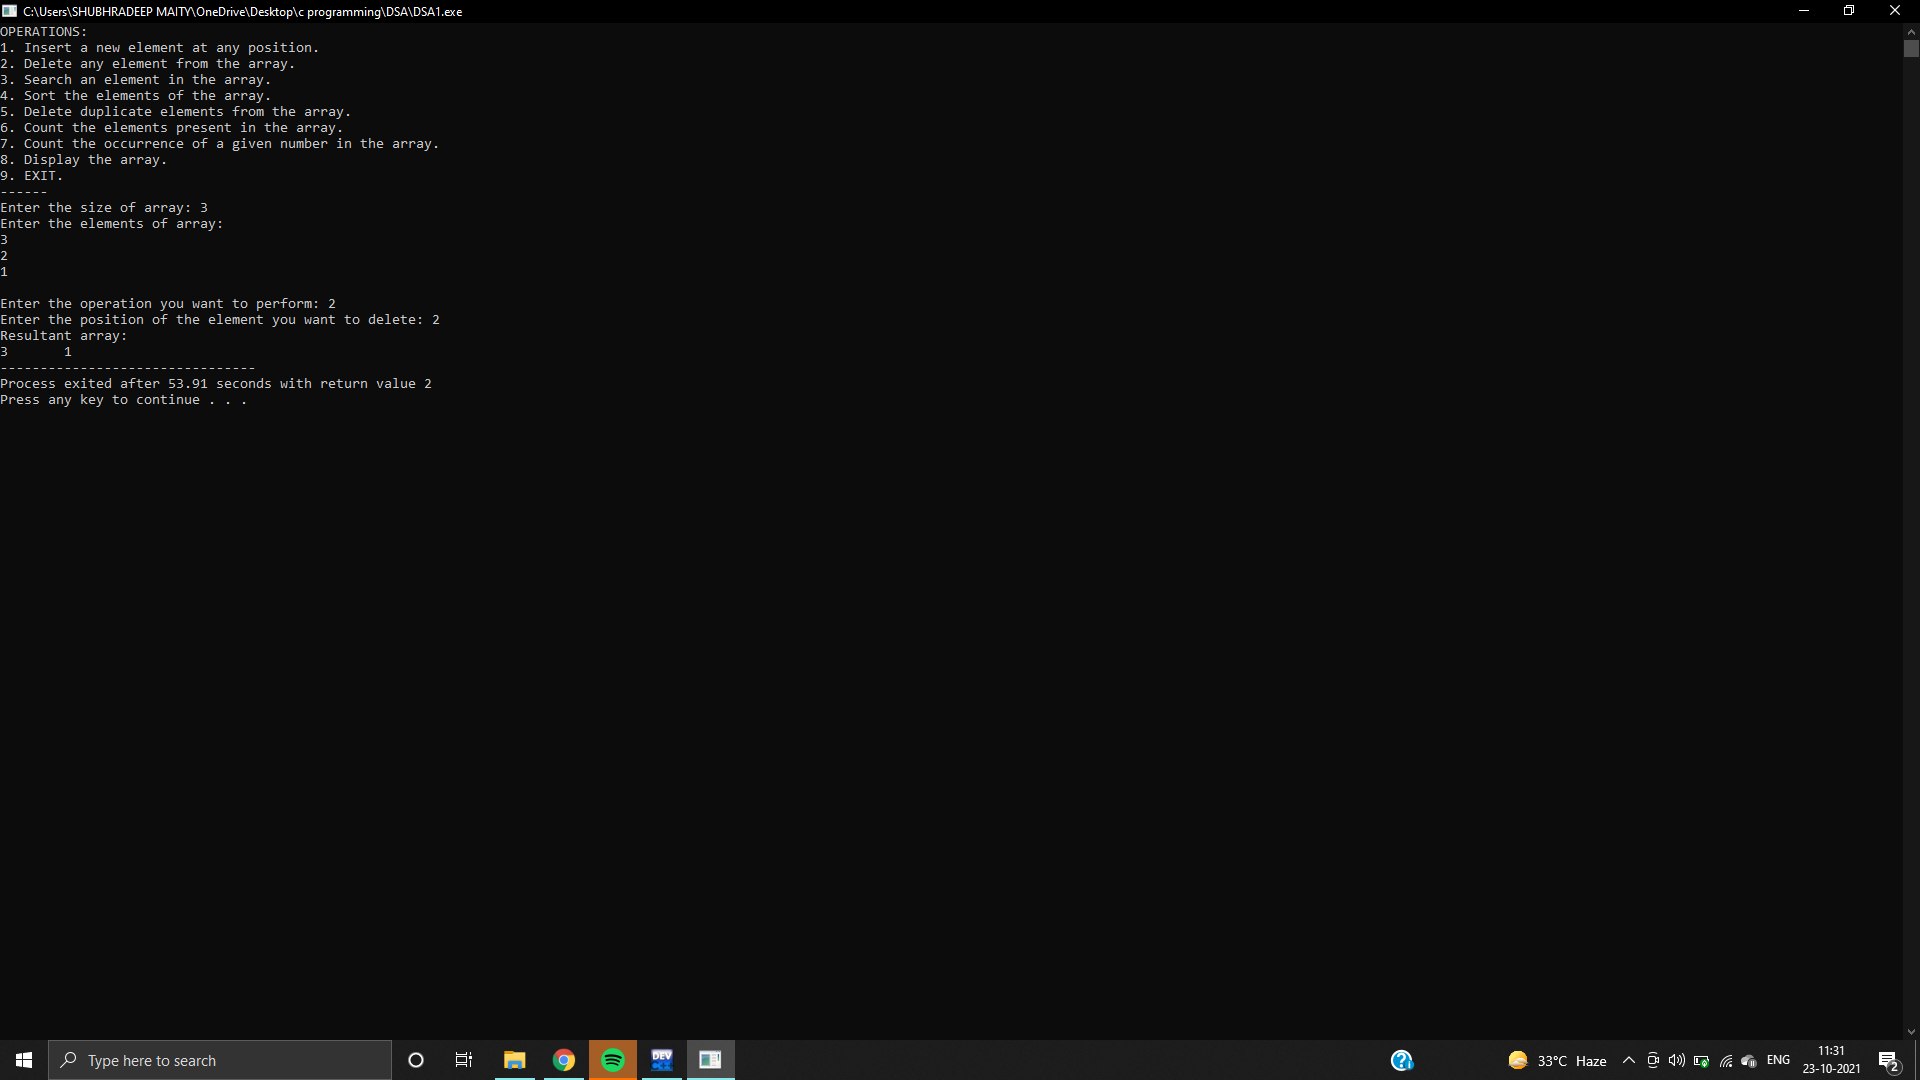 C:\Users\SHUBHRADEEP MAITY\OneDrive\Desktop\c programming\DSA\DSA1.exe
OPERATIONS:
1. Insert a new element at any position.
2. Delete any element from the array.
3. Search an element in the array.
4. Sort the elements of the array.
5. Delete duplicate elements from the array.
6. Count the elements present in the array.
7. Count the occurrence of a given number in the array.
8. Display the array.
9. EXIT.
------
Enter the size of array: 3
Enter the elements of array:
3
2
1
Enter the operation you want to perform: 2
Enter the position of the element you want to delete: 2
Resultant array:
3       1
--------------------------------
Process exited after 53.91 seconds with return value 2
Press any key to continue . . .
Type here to search
DEV
33°C Haze
ENG
11:31
23-10-2021
2